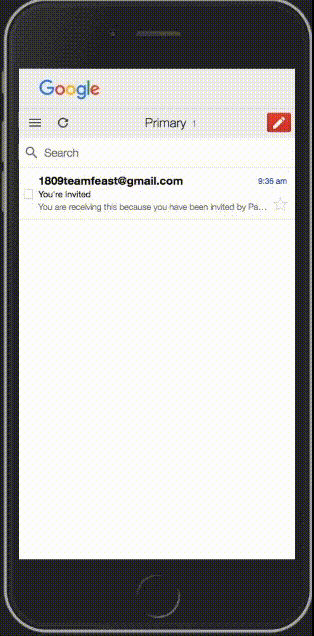 Google
Primary 1
Search
1809teamfeast@gmail.com 9:36 am
You're Invited
You are receiving this because you have been invited by Pa...